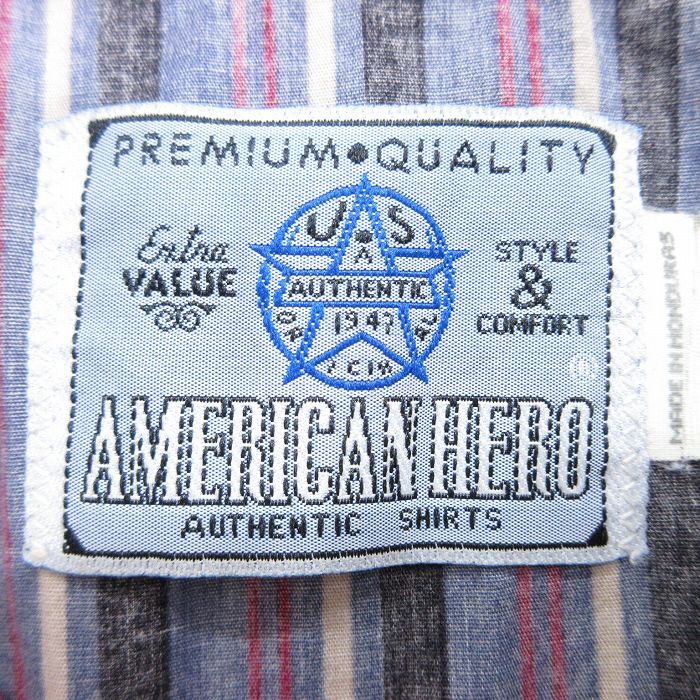 PREMIUM • QUALITY
Extra
VALUE
U S
A
AUTHENTIC
1947
STYLE
&
COMFORT
AMERICAN HERO
AUTHENTIC SHIRTS
MADE IN HONDURAS